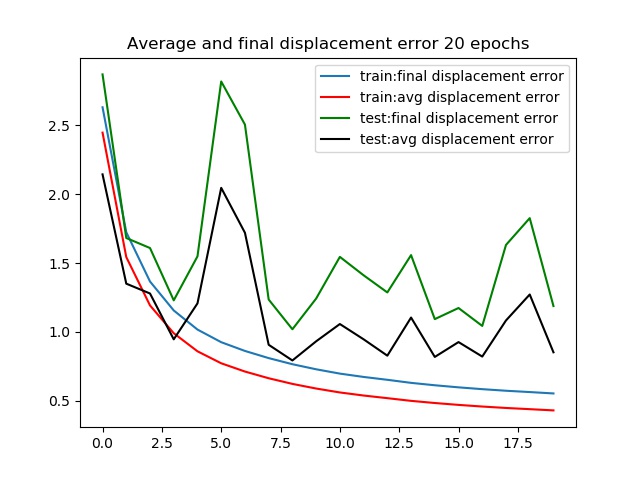 Average and final displacement error 20 epochs
train:final displacement error
train:avg displacement error
test:final displacement error
test:avg displacement error
2.5
2.0
1.5
1.0
0.5
0.0 2.5 5.0 7.5 10.0 12.5 15.0 17.5